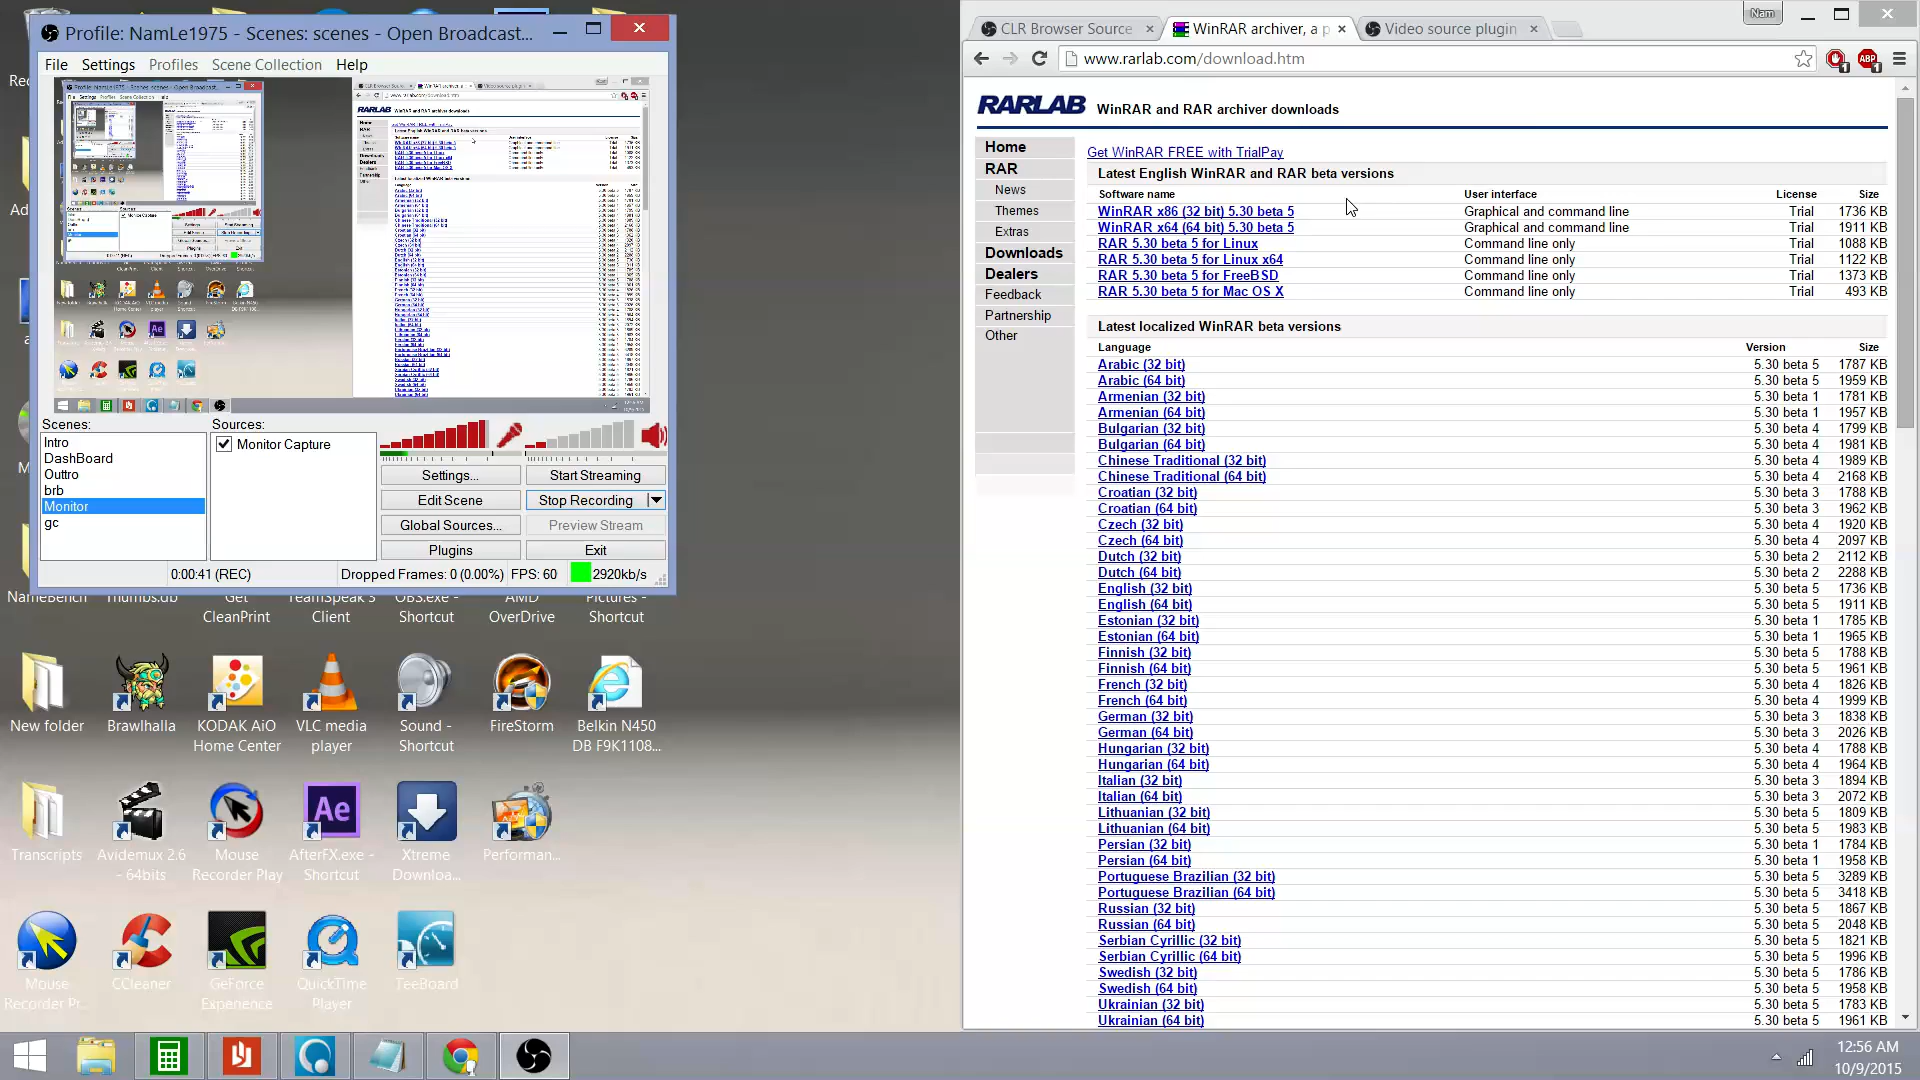 Profile: NamLe1975 - Scenes: scenes - Open Broadcast...
File Settings Profiles Scene Collection Help
Scenes:
Intro
DashBoard
Outtro
brb
Monitor
gc
Sources:
Monitor Capture
Settings...
Start Streaming
Edit Scene
Stop Recording
Global Sources...
Preview Stream
Plugins
Exit
0:00:41 (REC)
Dropped Frames: 0 (0.00%) FPS: 60 2920kb/s
NameBench
Thumbs.db
Get CleanPrint
TeamSpeak 3 Client
OBS.exe - Shortcut
AMD OverDrive
Pictures - Shortcut
New folder
Brawlhalla
KODAK AiO Home Center
VLC media player
Sound - Shortcut
FireStorm
Belkin N450 DB F9K1108...
Transcripts
Avidemux 2.6 - 64bits
Mouse Recorder Play
AfterFX.exe - Shortcut
Xtreme Downloa...
Performan...
Mouse Recorder Pr...
CCleaner
GeForce Experience
QuickTime Player
TeeBoard
Nam
CLR Browser Source
WinRAR archiver, a p
Video source plugin
www.rarlab.com/download.htm
RARLAB WinRAR and RAR archiver downloads
Home
RAR
News
Themes
Extras
Downloads
Dealers
Feedback
Partnership
Other
Get WinRAR FREE with TrialPay
Latest English WinRAR and RAR beta versions
Software name User interface License Size
WinRAR x86 (32 bit) 5.30 beta 5 Graphical and command line Trial 1736 KB
WinRAR x64 (64 bit) 5.30 beta 5 Graphical and command line Trial 1911 KB
RAR 5.30 beta 5 for Linux Command line only Trial 1088 KB
RAR 5.30 beta 5 for Linux x64 Command line only Trial 1122 KB
RAR 5.30 beta 5 for FreeBSD Command line only Trial 1373 KB
RAR 5.30 beta 5 for Mac OS X Command line only Trial 493 KB
Latest localized WinRAR beta versions
Language Version Size
Arabic (32 bit) 5.30 beta 5 1787 KB
Arabic (64 bit) 5.30 beta 5 1959 KB
Armenian (32 bit) 5.30 beta 1 1781 KB
Armenian (64 bit) 5.30 beta 1 1957 KB
Bulgarian (32 bit) 5.30 beta 4 1799 KB
Bulgarian (64 bit) 5.30 beta 4 1981 KB
Chinese Traditional (32 bit) 5.30 beta 4 1989 KB
Chinese Traditional (64 bit) 5.30 beta 4 2168 KB
Croatian (32 bit) 5.30 beta 3 1788 KB
Croatian (64 bit) 5.30 beta 3 1962 KB
Czech (32 bit) 5.30 beta 4 1920 KB
Czech (64 bit) 5.30 beta 4 2097 KB
Dutch (32 bit) 5.30 beta 2 2112 KB
Dutch (64 bit) 5.30 beta 2 2288 KB
English (32 bit) 5.30 beta 5 1736 KB
English (64 bit) 5.30 beta 5 1911 KB
Estonian (32 bit) 5.30 beta 1 1785 KB
Estonian (64 bit) 5.30 beta 1 1965 KB
Finnish (32 bit) 5.30 beta 5 1788 KB
Finnish (64 bit) 5.30 beta 5 1961 KB
French (32 bit) 5.30 beta 4 1826 KB
French (64 bit) 5.30 beta 4 1999 KB
German (32 bit) 5.30 beta 3 1838 KB
German (64 bit) 5.30 beta 3 2026 KB
Hungarian (32 bit) 5.30 beta 4 1788 KB
Hungarian (64 bit) 5.30 beta 4 1964 KB
Italian (32 bit) 5.30 beta 3 1894 KB
Italian (64 bit) 5.30 beta 3 2072 KB
Lithuanian (32 bit) 5.30 beta 5 1809 KB
Lithuanian (64 bit) 5.30 beta 5 1983 KB
Persian (32 bit) 5.30 beta 1 1784 KB
Persian (64 bit) 5.30 beta 1 1958 KB
Portuguese Brazilian (32 bit) 5.30 beta 5 3289 KB
Portuguese Brazilian (64 bit) 5.30 beta 5 3418 KB
Russian (32 bit) 5.30 beta 5 1867 KB
Russian (64 bit) 5.30 beta 5 2048 KB
Serbian Cyrillic (32 bit) 5.30 beta 5 1821 KB
Serbian Cyrillic (64 bit) 5.30 beta 5 1996 KB
Swedish (32 bit) 5.30 beta 5 1786 KB
Swedish (64 bit) 5.30 beta 5 1958 KB
Ukrainian (32 bit) 5.30 beta 5 1783 KB
Ukrainian (64 bit) 5.30 beta 5 1961 KB
12:56 AM
10/9/2015